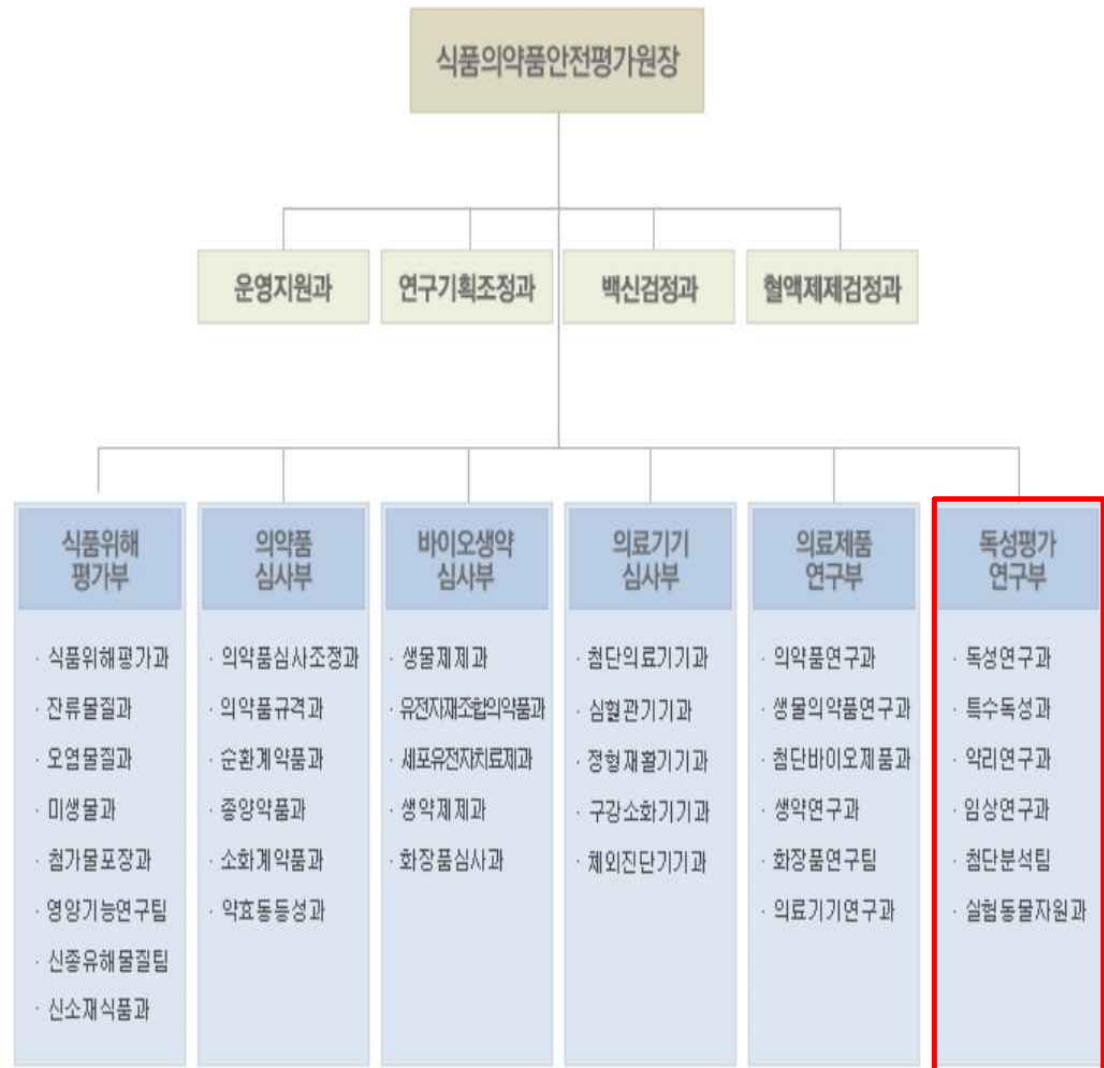 식품의약품안전평가원장
운영지원과
연구기획조정과
백신검정과
혈액제제검정과
식품위해
평가부
· 식품위해평가과
· 잔류물질과
· 오염물질과
· 미생물과
· 첨가물포장과
· 영양기능연구팀
· 신종유해물질팀
· 신소재식품과
의약품
심사부
· 의약품심사조정과
· 의약품규격과
· 순환계약품과
· 종양약품과
· 소화계약품과
· 약효동등성과
바이오생약
심사부
· 생물제제과
· 유전자재조합의약품과
· 세포유전자치료제과
· 생약제제과
· 화장품심사과
의료기기
심사부
· 첨단의료기기과
· 심혈관기기과
· 정형재활기기과
· 구강소화기기과
· 체외진단기기과
의료제품
연구부
· 의약품연구과
· 생물의약품연구과
· 첨단바이오제품과
· 생약연구과
· 화장품연구팀
· 의료기기연구과
독성평가
연구부
· 독성연구과
· 특수독성과
· 약리연구과
· 임상연구과
· 첨단분석팀
· 실험동물자원과